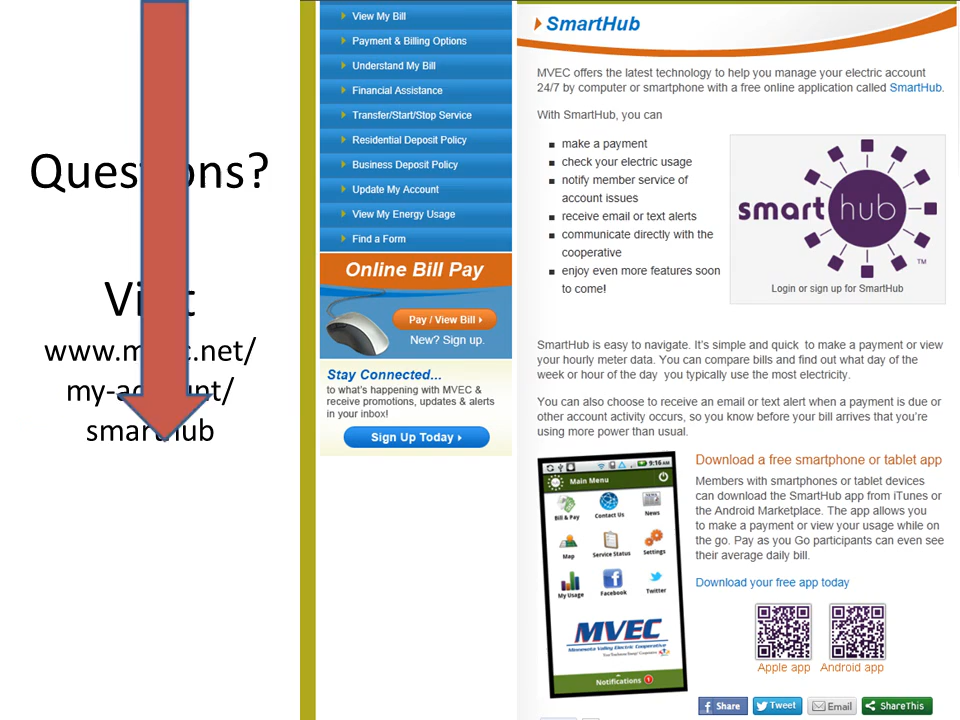 Questions?
Visit
www.mvec.net/
my-account/
smarthub
View My Bill
Payment & Billing Options
Understand My Bill
Financial Assistance
Transfer/Start/Stop Service
Residential Deposit Policy
Business Deposit Policy
Update My Account
View My Energy Usage
Find a Form
Online Bill Pay
Pay / View Bill
New? Sign up.
Stay Connected...
to what's happening with MVEC &
receive promotions, updates & alerts
in your inbox!
Sign Up Today
SmartHub
MVEC offers the latest technology to help you manage your electric account
24/7 by computer or smartphone with a free online application called SmartHub.
With SmartHub, you can
make a payment
check your electric usage
notify member service of
account issues
receive email or text alerts
communicate directly with the
cooperative
enjoy even more features soon
to come!
smart hub
TM
Login or sign up for SmartHub
SmartHub is easy to navigate. It's simple and quick to make a payment or view
your hourly meter data. You can compare bills and find out what day of the
week or hour of the day you typically use the most electricity.
You can also choose to receive an email or text alert when a payment is due or
other account activity occurs, so you know before your bill arrives that you're
using more power than usual.
9:16 AM
Main Menu
Bill & Pay
Contact Us
News
Map
Service Status
Settings
My Usage
Facebook
Twitter
MVEC
Minnesota Valley Electric Cooperative
Notifications
Download a free smartphone or tablet app
Members with smartphones or tablet devices
can download the SmartHub app from iTunes or
the Android Marketplace. The app allows you
to make a payment or view your usage while on
the go. Pay as you Go participants can even see
their average daily bill.
Download your free app today
Apple app
Android app
Share
Tweet
Email
ShareThis